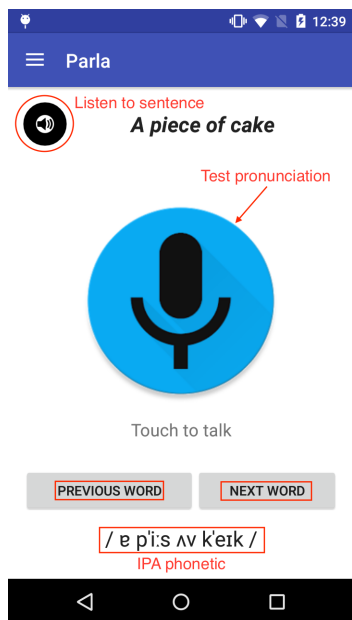 12:39
Parla
Listen to sentence
A piece of cake
Test pronunciation
Touch to talk
PREVIOUS WORD
NEXT WORD
/ ɐ pˈiːs ʌv kˈeɪk /
IPA phonetic